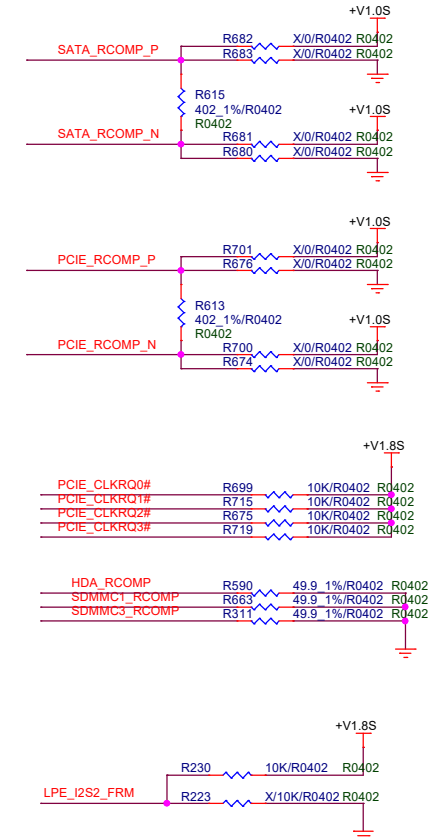 +V1.0S
R682 X/0/R0402 R0402
SATA_RCOMP_P R683 X/0/R0402 R0402
R615
402_1%/R0402
R0402
+V1.0S
SATA_RCOMP_N R681 X/0/R0402 R0402
R680 X/0/R0402 R0402
+V1.0S
R701 X/0/R0402 R0402
PCIE_RCOMP_P R676 X/0/R0402 R0402
R613
402_1%/R0402
R0402
+V1.0S
PCIE_RCOMP_N R700 X/0/R0402 R0402
R674 X/0/R0402 R0402
+V1.8S
PCIE_CLKRQ0# R699 10K/R0402 R0402
PCIE_CLKRQ1# R715 10K/R0402 R0402
PCIE_CLKRQ2# R675 10K/R0402 R0402
PCIE_CLKRQ3# R719 10K/R0402 R0402
HDA_RCOMP R590 49.9_1%/R0402 R0402
SDMMC1_RCOMP R663 49.9_1%/R0402 R0402
SDMMC3_RCOMP R311 49.9_1%/R0402 R0402
+V1.8S
R230 10K/R0402 R0402
LPE_I2S2_FRM R223 X/10K/R0402 R0402